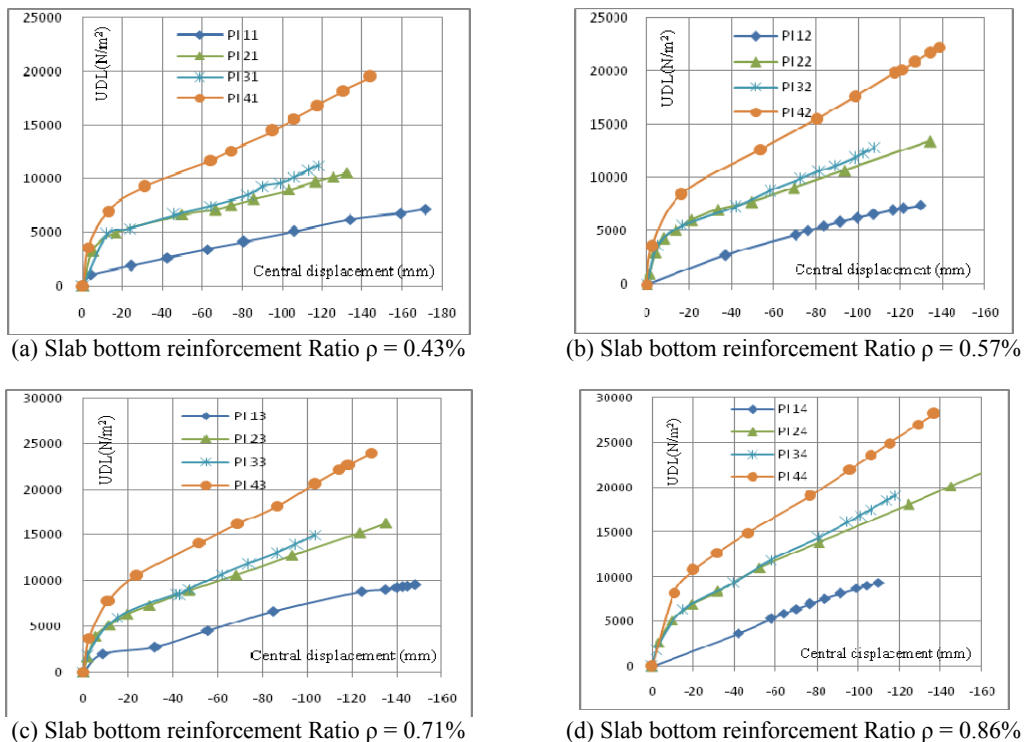 25000
20000
15000
10000
5000
0
UDL(N/m²)
PI 11
PI 21
PI 31
PI 41
Central displacement (mm)
0 -20 -40 -60 -80 -100 -120 -140 -160 -180
(a) Slab bottom reinforcement Ratio ρ = 0.43%
25000
20000
15000
10000
5000
0
UDL(N/m²)
PI 12
PI 22
PI 32
PI 42
Central displacement (mm)
0 -20 -40 -60 -80 -100 -120 -140 -160
(b) Slab bottom reinforcement Ratio ρ = 0.57%
30000
25000
20000
15000
10000
5000
0
UDL(N/m²)
PI 13
PI 23
PI 33
PI 43
Central displacement (mm)
0 -20 -40 -60 -80 -100 -120 -140 -160
(c) Slab bottom reinforcement Ratio ρ = 0.71%
30000
25000
20000
15000
10000
5000
0
UDL(N/m²)
PI 14
PI 24
PI 34
PI 44
Central displacement (mm)
0 -20 -40 -60 -80 -100 -120 -140 -160
(d) Slab bottom reinforcement Ratio ρ = 0.86%